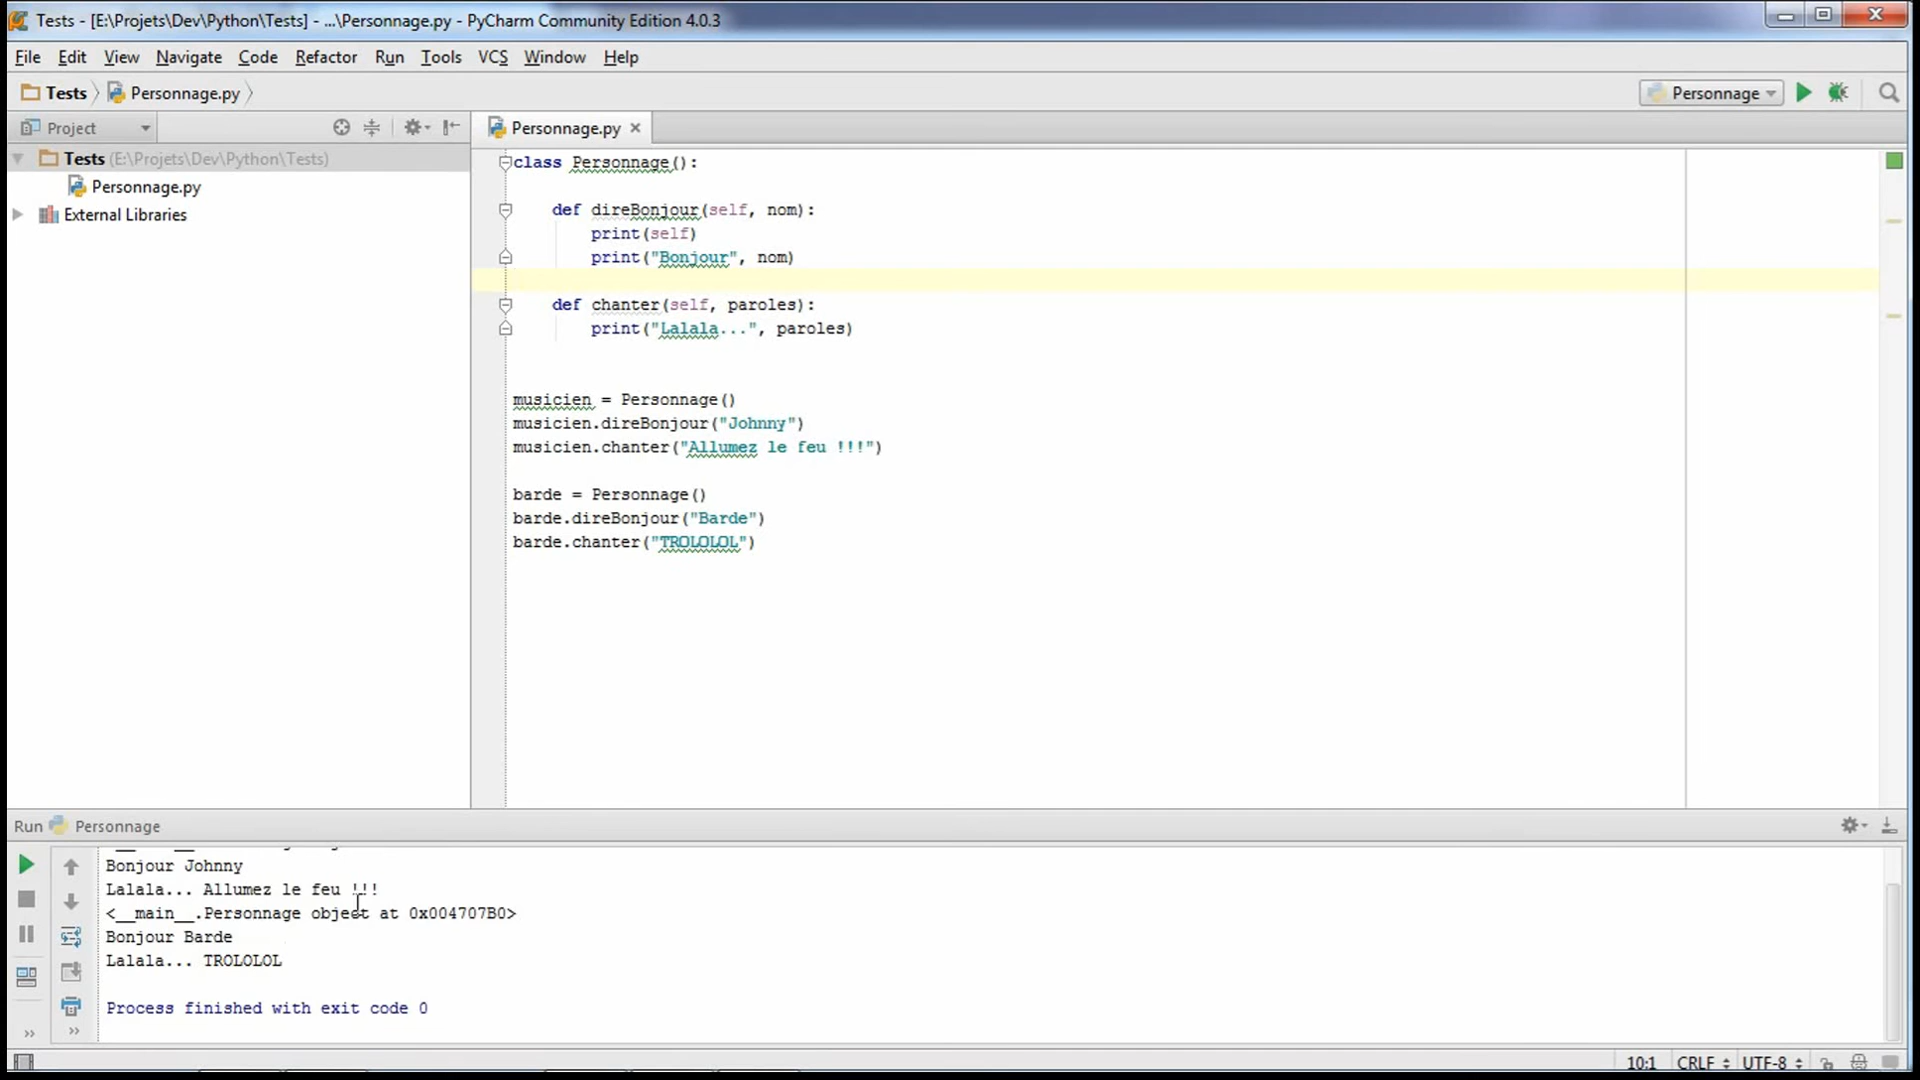 Tests - [E:\Projets\Dev\Python\Tests] - ...\Personnage.py - PyCharm Community Edition 4.0.3
File Edit View Navigate Code Refactor Run Tools VCS Window Help
Tests Personnage.py Personnage
Project Personnage.py
Tests (E:\Projets\Dev\Python\Tests)
Personnage.py
External Libraries
class Personnage():
def direBonjour(self, nom):
print(self)
print("Bonjour", nom)
def chanter(self, paroles):
print("Lalala...", paroles)
musicien = Personnage()
musicien.direBonjour("Johnny")
musicien.chanter("Allumez le feu !!!")
barde = Personnage()
barde.direBonjour("Barde")
barde.chanter("TROLOLOL")
Run Personnage
Bonjour Johnny
Lalala... Allumez le feu !!!
<__main__.Personnage object at 0x004707B0>
Bonjour Barde
Lalala... TROLOLOL
Process finished with exit code 0
10:1 CRLF UTF-8